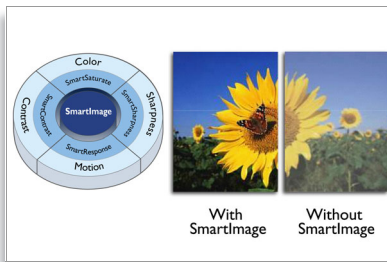 Color
SmartSaturate
Contrast
SmartContrast
SmartImage
SmartSharpness
Sharpness
SmartResponse
Motion
With
SmartImage
Without
SmartImage